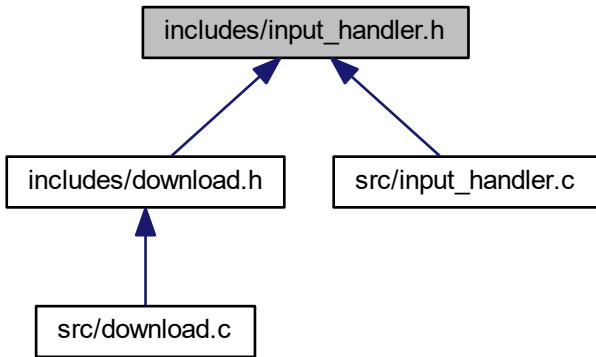 includes/input_handler.h
includes/download.h
src/input_handler.c
src/download.c